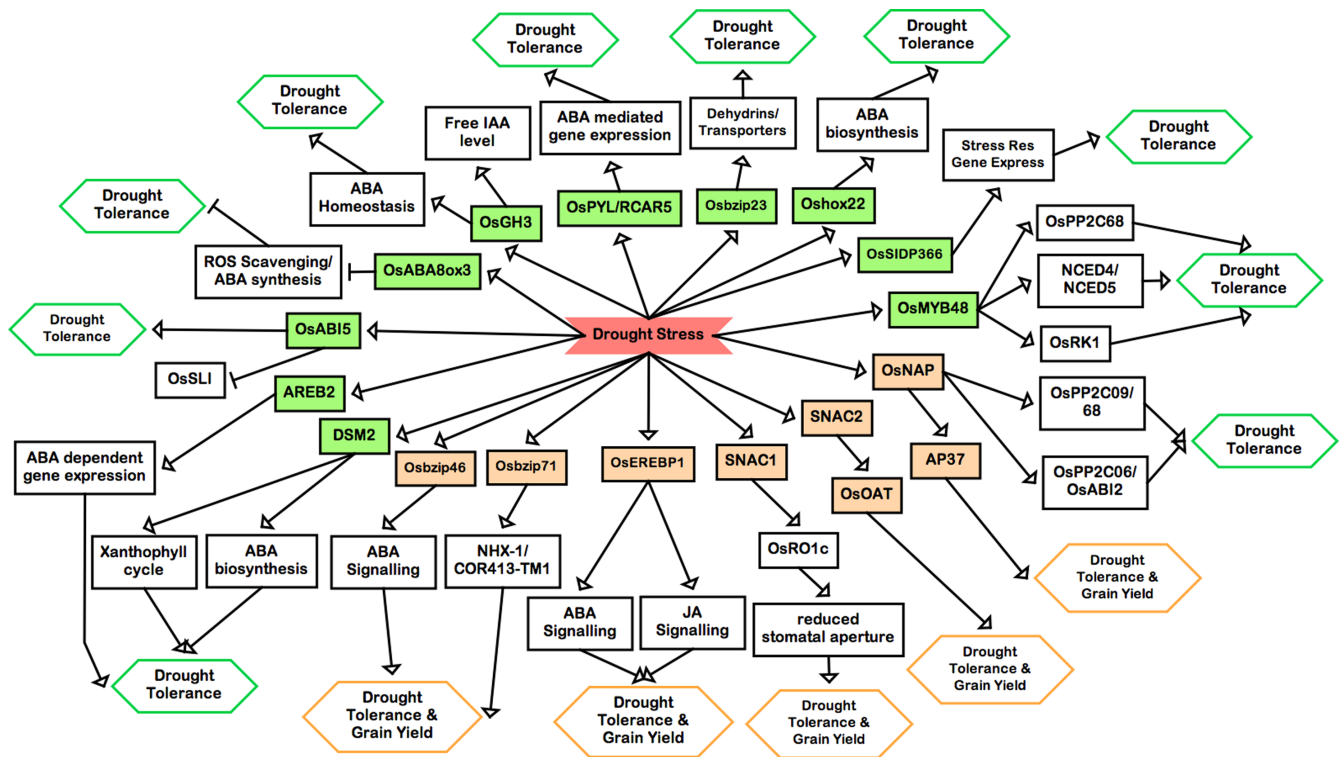 Drought
Tolerance
Drought
Tolerance
Drought
Tolerance
Drought
Tolerance
Free IAA
level
ABA mediated
gene expression
Dehydrins/
Transporters
ABA
biosynthesis
Stress Res
Gene Express
Drought
Tolerance
Drought
Tolerance
ABA
Homeostasis
OsGH3
OsPYL/RCAR5
Osbzip23
Oshox22
OsSIDP366
OsPP2C68
ROS Scavenging/
ABA synthesis
OsABA8ox3
NCED4/
NCED5
Drought
Tolerance
OsMYB48
Drought
Tolerance
OsABI5
Drought Stress
OsRK1
OsSLI
AREB2
OsNAP
OsPP2C09/
68
SNAC2
DSM2
Drought
Tolerance
ABA dependent
gene expression
Osbzip46
Osbzip71
OsEREBP1
SNAC1
AP37
OsPP2C06/
OsABI2
OsOAT
Xanthophyll
cycle
ABA
biosynthesis
ABA
Signalling
NHX-1/
COR413-TM1
OsRO1c
Drought
Tolerance &
Grain Yield
ABA
Signalling
JA
Signalling
reduced
stomatal aperture
Drought
Tolerance &
Grain Yield
Drought
Tolerance
Drought
Tolerance &
Grain Yield
Drought
Tolerance &
Grain Yield
Drought
Tolerance &
Grain Yield